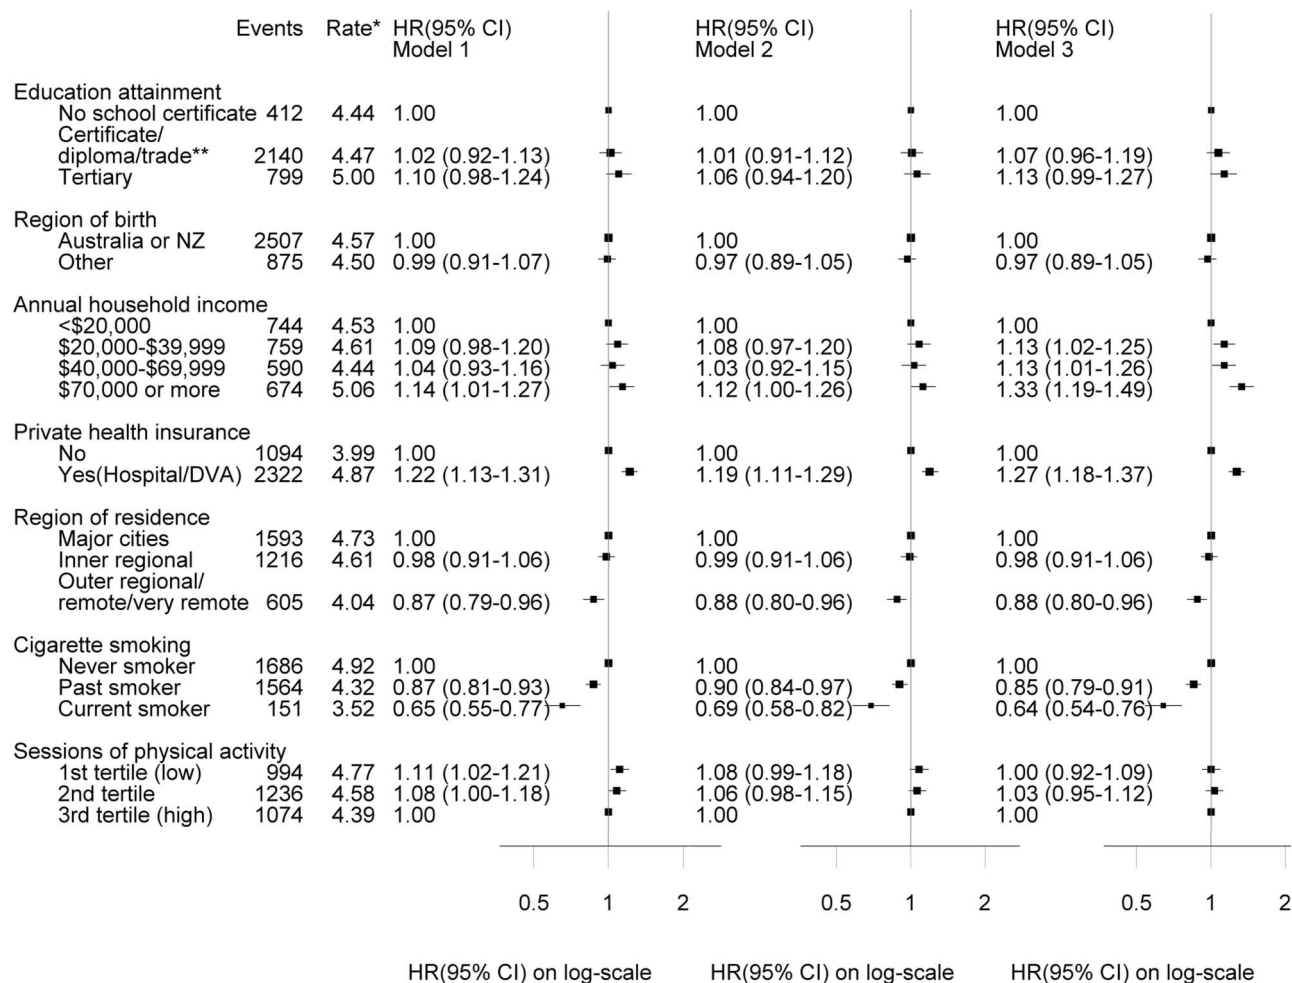 Events Rate* HR(95% CI) HR(95% CI) HR(95% CI)
Model 1 Model 2 Model 3
Education attainment
No school certificate 412 4.44 1.00 1.00 1.00
Certificate/
diploma/trade** 2140 4.47 1.02 (0.92-1.13) 1.01 (0.91-1.12) 1.07 (0.96-1.19)
Tertiary 799 5.00 1.10 (0.98-1.24) 1.06 (0.94-1.20) 1.13 (0.99-1.27)
Region of birth
Australia or NZ 2507 4.57 1.00 1.00 1.00
Other 875 4.50 0.99 (0.91-1.07) 0.97 (0.89-1.05) 0.97 (0.89-1.05)
Annual household income
<$20,000 744 4.53 1.00 1.00 1.00
$20,000-$39,999 759 4.61 1.09 (0.98-1.20) 1.08 (0.97-1.20) 1.13 (1.02-1.25)
$40,000-$69,999 590 4.44 1.04 (0.93-1.16) 1.03 (0.92-1.15) 1.13 (1.01-1.26)
$70,000 or more 674 5.06 1.14 (1.01-1.27) 1.12 (1.00-1.26) 1.33 (1.19-1.49)
Private health insurance
No 1094 3.99 1.00 1.00 1.00
Yes(Hospital/DVA) 2322 4.87 1.22 (1.13-1.31) 1.19 (1.11-1.29) 1.27 (1.18-1.37)
Region of residence
Major cities 1593 4.73 1.00 1.00 1.00
Inner regional 1216 4.61 0.98 (0.91-1.06) 0.99 (0.91-1.06) 0.98 (0.91-1.06)
Outer regional/
remote/very remote 605 4.04 0.87 (0.79-0.96) 0.88 (0.80-0.96) 0.88 (0.80-0.96)
Cigarette smoking
Never smoker 1686 4.92 1.00 1.00 1.00
Past smoker 1564 4.32 0.87 (0.81-0.93) 0.90 (0.84-0.97) 0.85 (0.79-0.91)
Current smoker 151 3.52 0.65 (0.55-0.77) 0.69 (0.58-0.82) 0.64 (0.54-0.76)
Sessions of physical activity
1st tertile (low) 994 4.77 1.11 (1.02-1.21) 1.08 (0.99-1.18) 1.00 (0.92-1.09)
2nd tertile 1236 4.58 1.08 (1.00-1.18) 1.06 (0.98-1.15) 1.03 (0.95-1.12)
3rd tertile (high) 1074 4.39 1.00 1.00 1.00
0.5 1 2 0.5 1 2 0.5 1 2
HR(95% CI) on log-scale HR(95% CI) on log-scale HR(95% CI) on log-scale